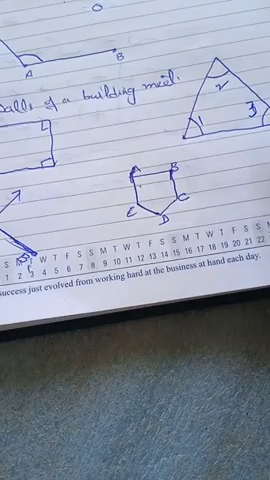 O
A B
walls of a building meet.
2
1 3
A B
E C
D
S M T W T F S S M T W T F S S M T W T F S S
1 2 3 4 5 6 7 8 9 10 11 12 13 14 15 16 17 18 19 20 21 22
success just evolved from working hard at the business at hand each day.